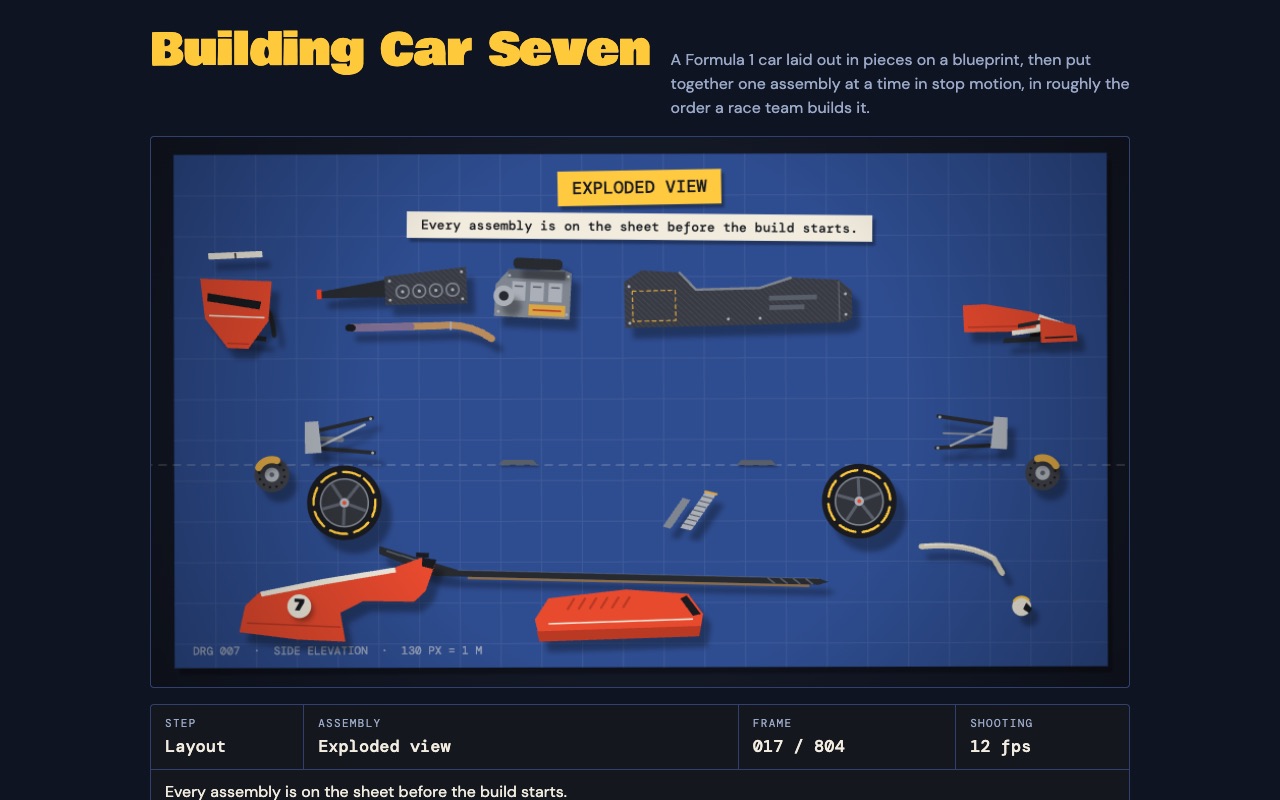 Building Car Seven
A Formula 1 car laid out in pieces on a blueprint, then put
together one assembly at a time in stop motion, in roughly the
order a race team builds it.
EXPLODED VIEW
Every assembly is on the sheet before the build starts.
7
DRG 007 · SIDE ELEVATION · 130 PX = 1 M
STEP
Layout
ASSEMBLY
Exploded view
FRAME
017 / 804
SHOOTING
12 fps
Every assembly is on the sheet before the build starts.